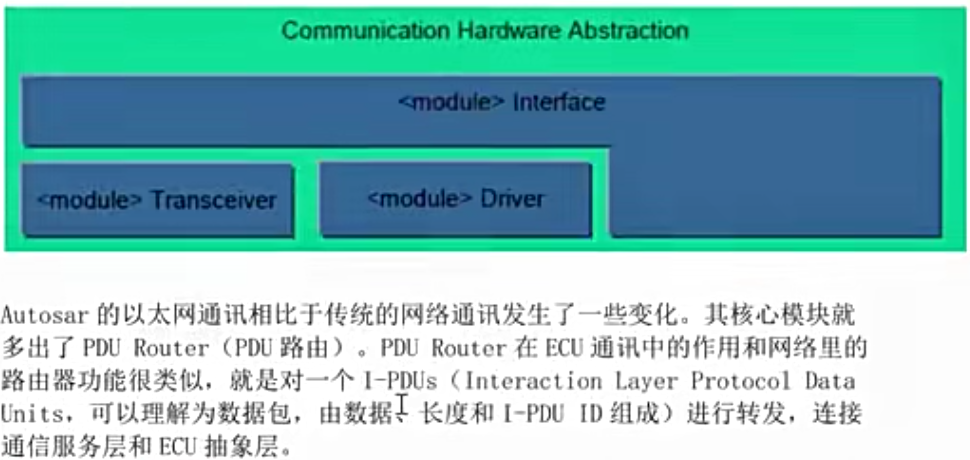 Communication Hardware Abstraction
<module> Interface
<module> Transceiver
<module> Driver
Autosar 的以太网通讯相比于传统的网络通讯发生了一些变化。其核心模块就
多出了 PDU Router（PDU 路由）。PDU Router 在 ECU 通讯中的作用和网络里的
路由器功能很类似，就是对一个 I-PDUs（Interaction Layer Protocol Data
Units，可以理解为数据包，由数据、长度和 I-PDU ID 组成）进行转发，连接
通信服务层和 ECU 抽象层。